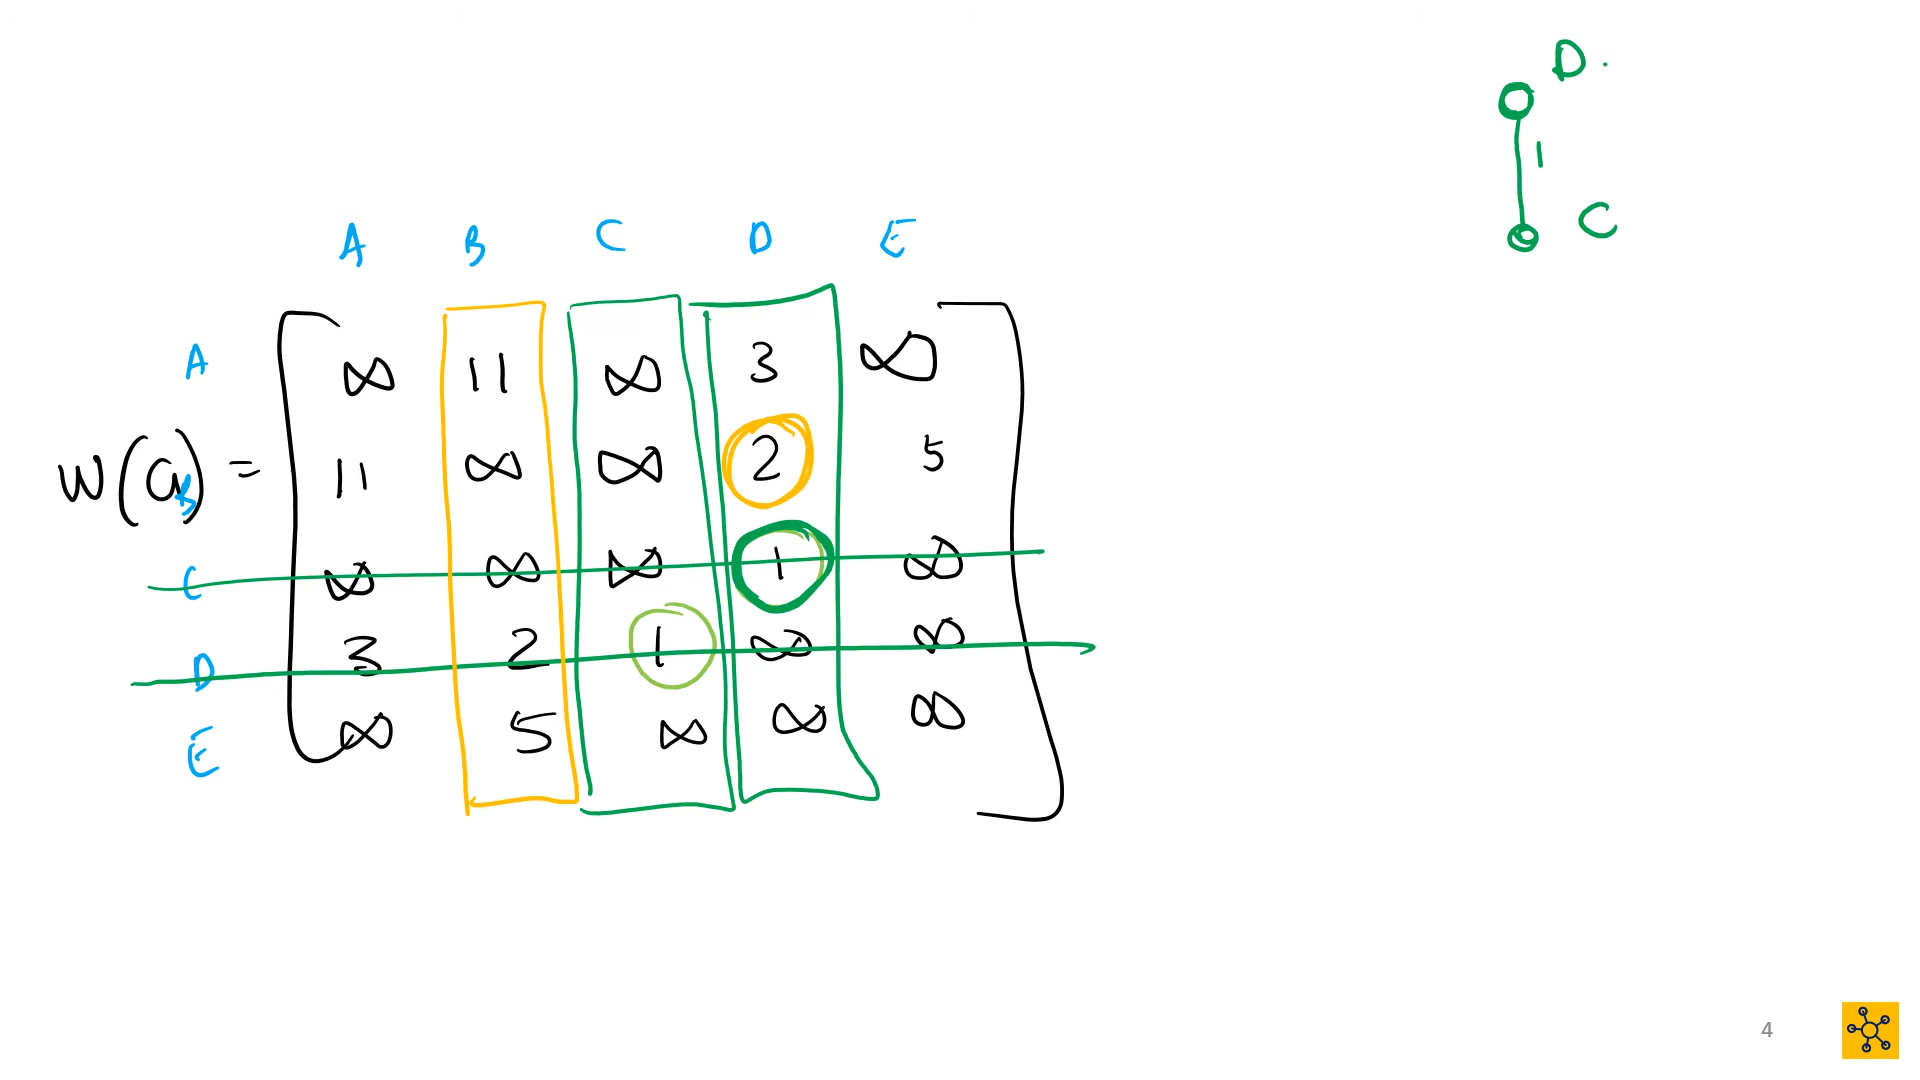 D.
1
C
A B C D E
A ∞ 11 ∞ 3 ∞
W(G) = B 11 ∞ ∞ 2 5
C ∞ ∞ ∞ 1 ∞
D 3 2 1 ∞ ∞
E ∞ 5 ∞ ∞ ∞
4